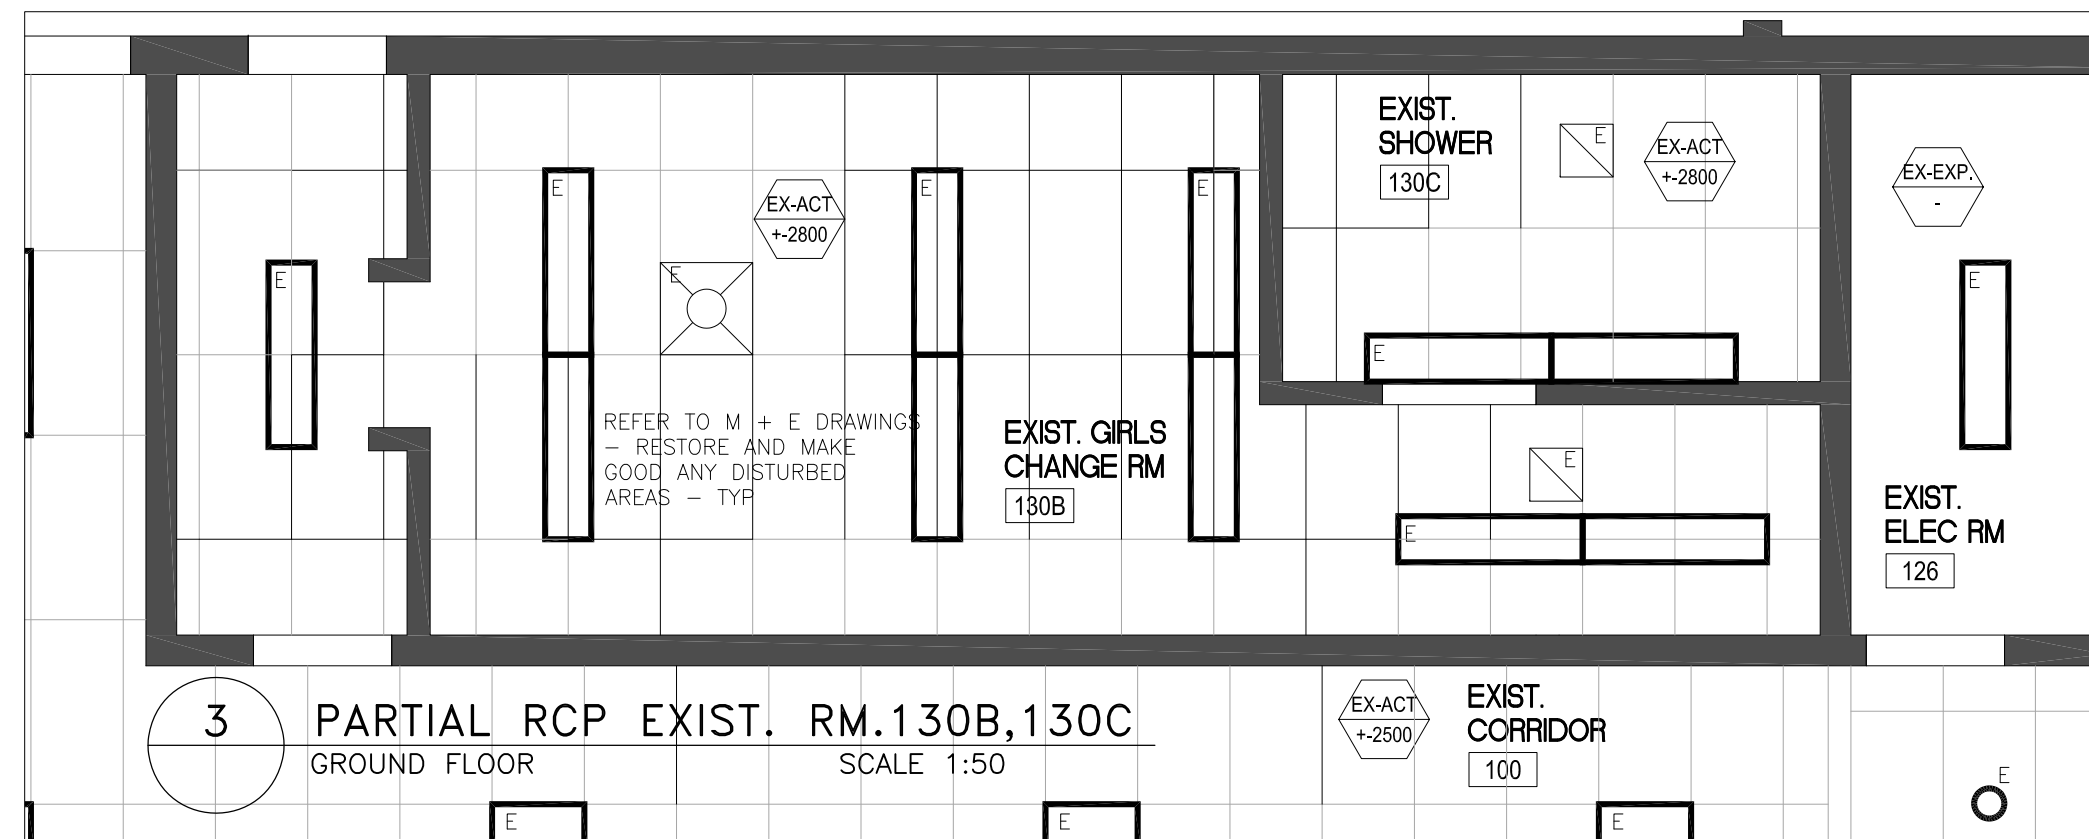 EXIST.
SHOWER
130C
E
EX-ACT
+-2800
EX-EXP.
-
E
E
E
EX-ACT
+-2800
E
E
E
E
E
REFER TO M + E DRAWINGS
– RESTORE AND MAKE
GOOD ANY DISTURBED
AREAS – TYP
EXIST. GIRLS
CHANGE RM
130B
E
E
EXIST.
ELEC RM
126
3
PARTIAL RCP EXIST. RM.130B,130C
GROUND FLOOR
SCALE 1:50
EX-ACT
+-2500
EXIST.
CORRIDOR
100
E
E
E
E